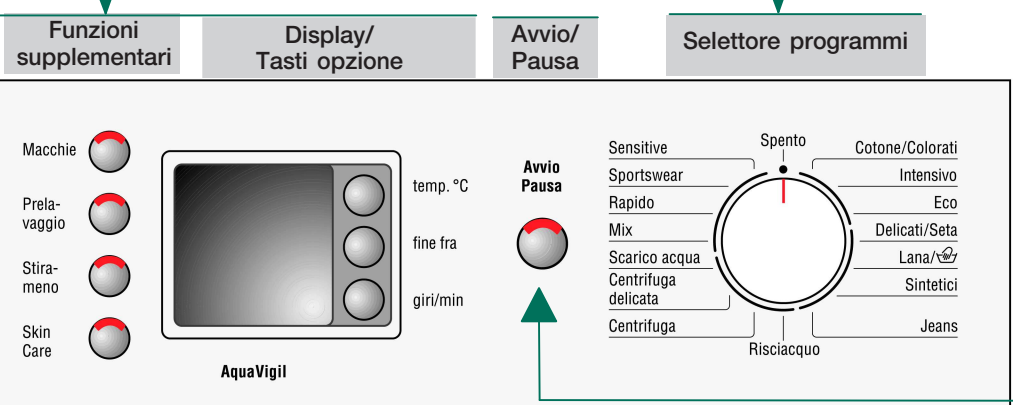 Funzioni
supplementari
Display/
Tasti opzione
Avvio/
Pausa
Selettore programmi
Macchie
Prela-
vaggio
Stira-
meno
Skin
Care
temp. °C
fine fra
giri/min
AquaVigil
Avvio
Pausa
Spento
Sensitive
Sportswear
Rapido
Mix
Scarico acqua
Centrifuga
delicata
Centrifuga
Risciacquo
Cotone/Colorati
Intensivo
Eco
Delicati/Seta
Lana/
Sintetici
Jeans